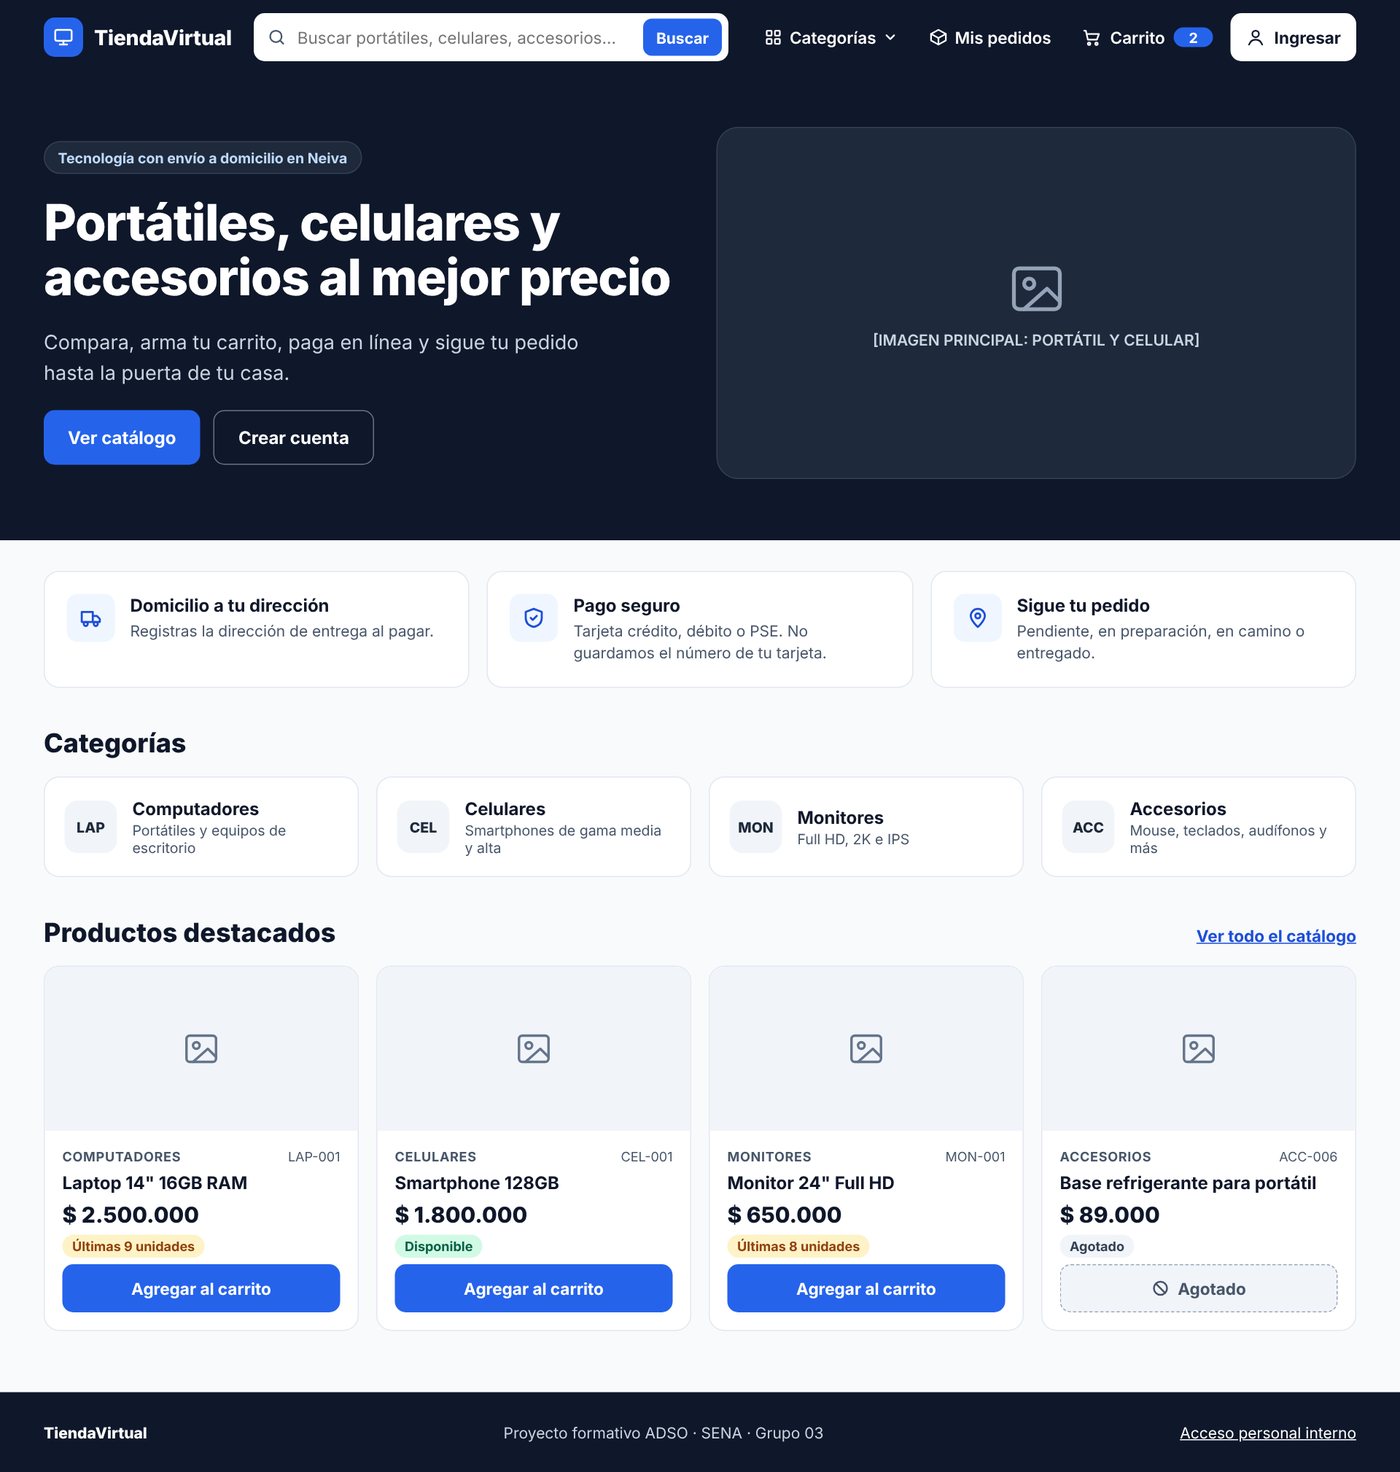 TiendaVirtual
Buscar portátiles, celulares, accesorios...
Buscar
Categorías
Mis pedidos
Carrito 2
Ingresar
Tecnología con envío a domicilio en Neiva
Portátiles, celulares y
accesorios al mejor precio
Compara, arma tu carrito, paga en línea y sigue tu pedido
hasta la puerta de tu casa.
Ver catálogo
Crear cuenta
[IMAGEN PRINCIPAL: PORTÁTIL Y CELULAR]
Domicilio a tu dirección
Registras la dirección de entrega al pagar.
Pago seguro
Tarjeta crédito, débito o PSE. No
guardamos el número de tu tarjeta.
Sigue tu pedido
Pendiente, en preparación, en camino o
entregado.
Categorías
LAP
Computadores
Portátiles y equipos de
escritorio
CEL
Celulares
Smartphones de gama media
y alta
MON
Monitores
Full HD, 2K e IPS
ACC
Accesorios
Mouse, teclados, audífonos y
más
Productos destacados
Ver todo el catálogo
COMPUTADORES LAP-001
Laptop 14" 16GB RAM
$ 2.500.000
Últimas 9 unidades
Agregar al carrito
CELULARES CEL-001
Smartphone 128GB
$ 1.800.000
Disponible
Agregar al carrito
MONITORES MON-001
Monitor 24" Full HD
$ 650.000
Últimas 8 unidades
Agregar al carrito
ACCESORIOS ACC-006
Base refrigerante para portátil
$ 89.000
Agotado
Agotado
TiendaVirtual
Proyecto formativo ADSO · SENA · Grupo 03
Acceso personal interno